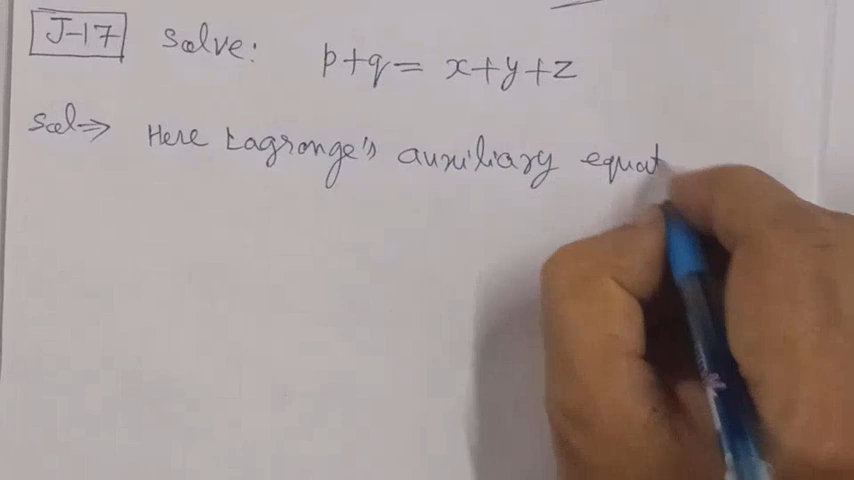 J-17 Solve: p+q= x+y+z
Sol⇒ Here Lagrange's auxiliary equat